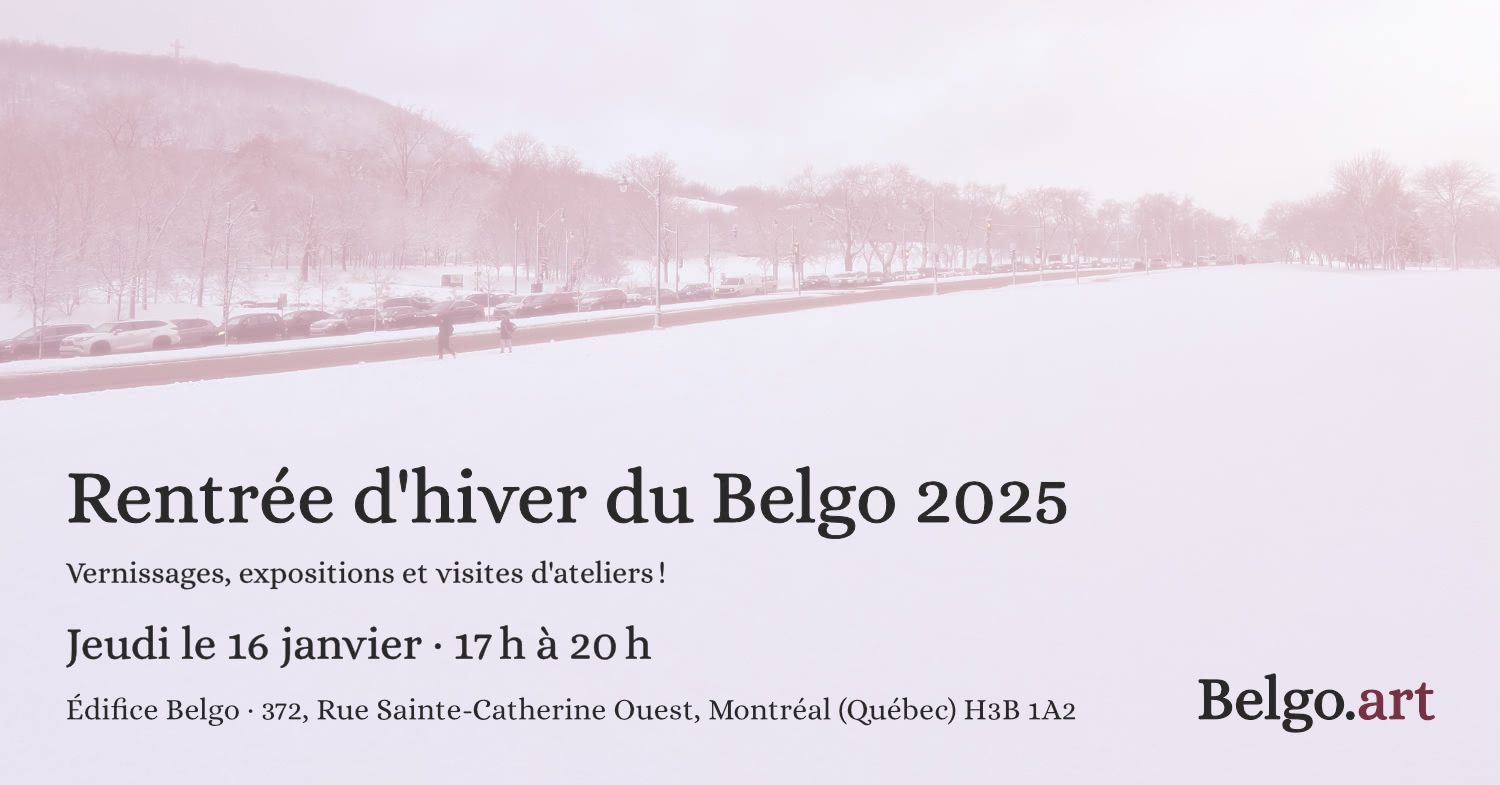 Rentrée d'hiver du Belgo 2025
Vernissages, expositions et visites d'ateliers !
Jeudi le 16 janvier · 17 h à 20 h
Édifice Belgo · 372, Rue Sainte-Catherine Ouest, Montréal (Québec) H3B 1A2
Belgo.art